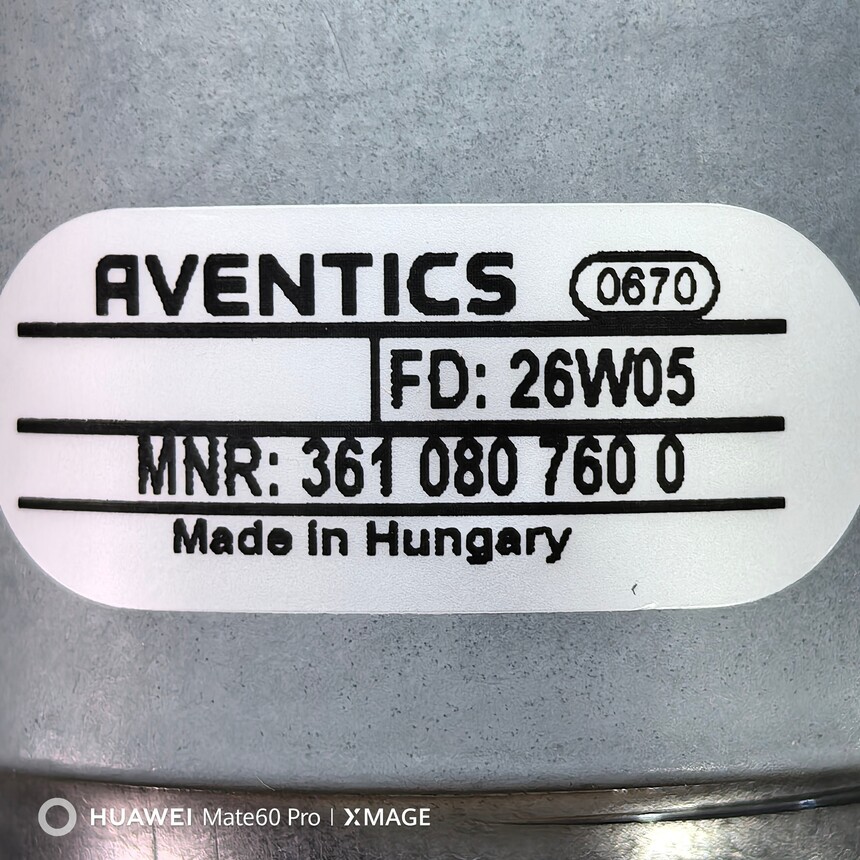 AVENTICS 0670
FD: 26W05
MNR: 361 080 760 0
Made in Hungary
HUAWEI Mate60 Pro | XMAGE